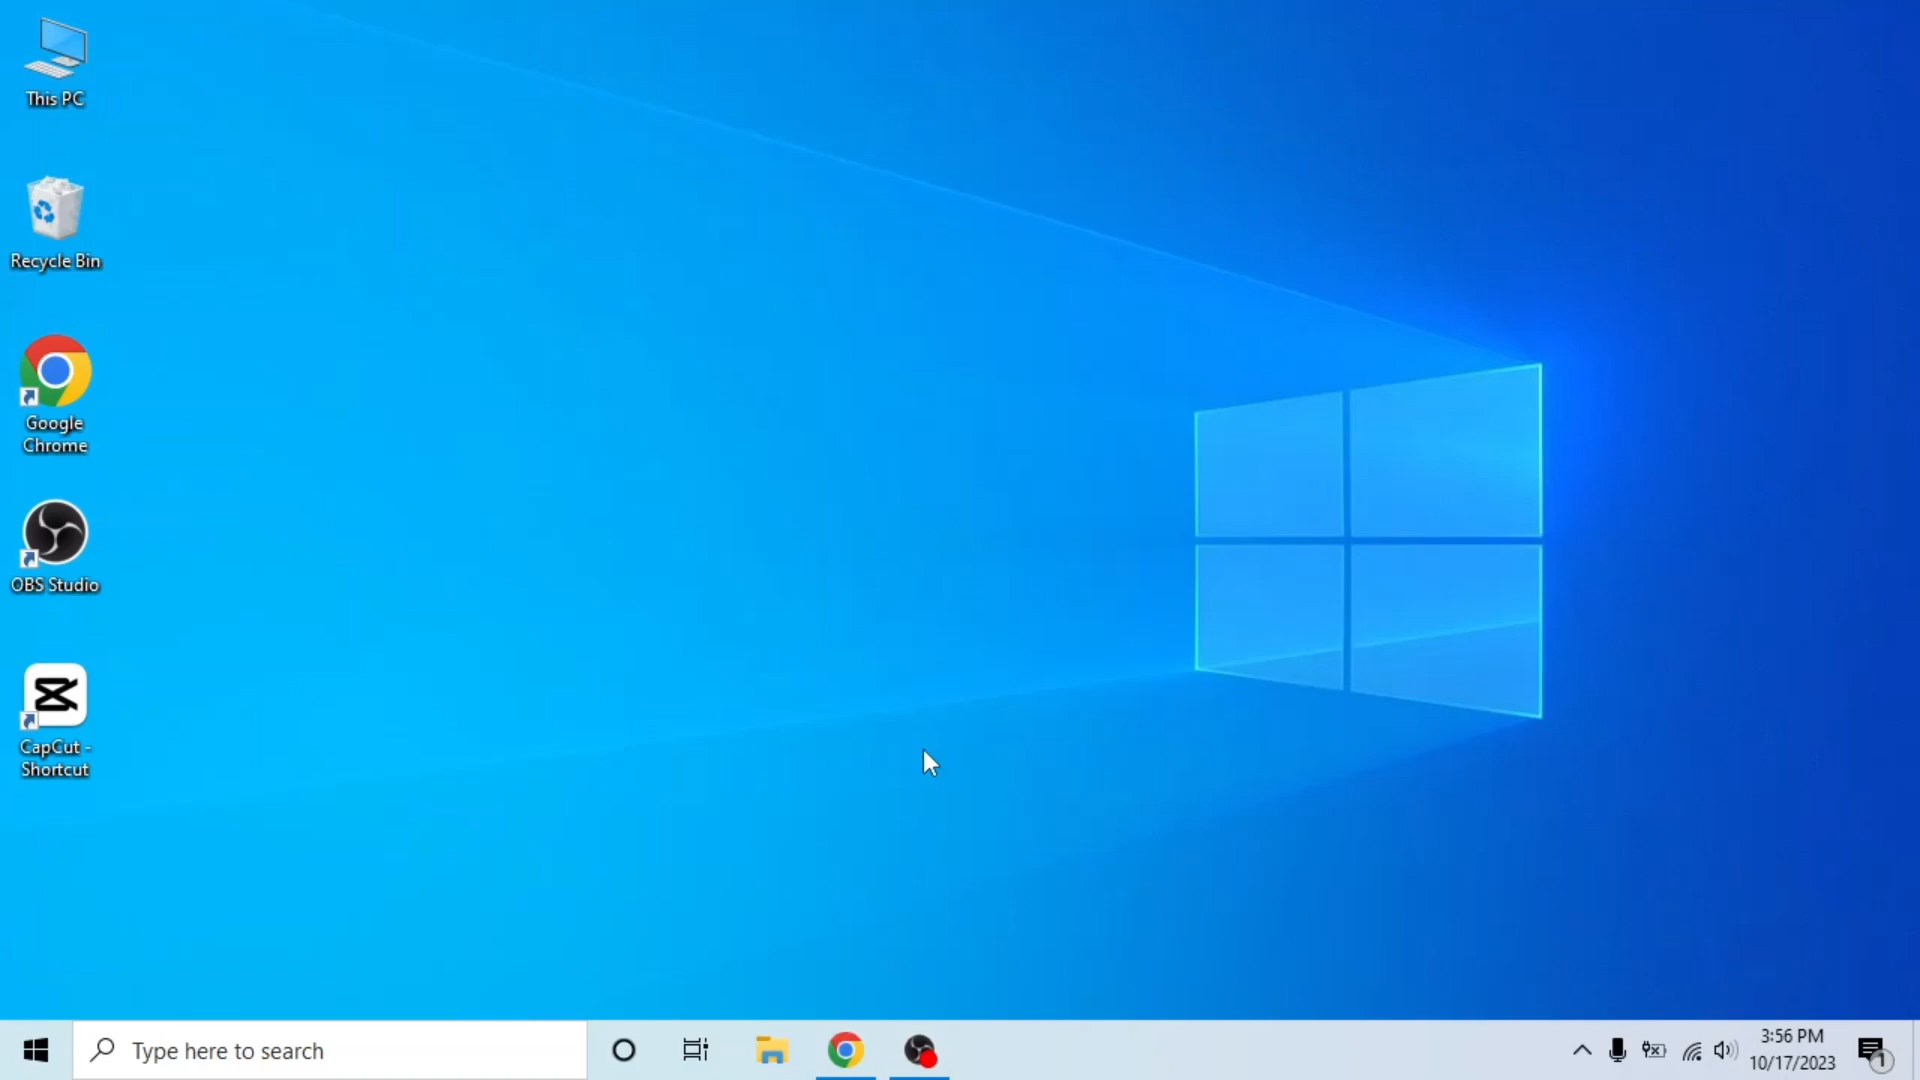 This PC
Recycle Bin
Google
Chrome
OBS Studio
CapCut -
Shortcut
Type here to search
3:56 PM
10/17/2023
1